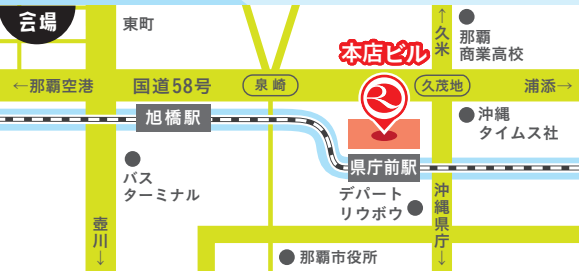 会場
東町
↑久米
那覇
商業高校
本店ビル
←那覇空港
国道58号
泉崎
久茂地
浦添→
旭橋駅
沖縄
タイムス社
県庁前駅
バス
ターミナル
デパート
リウボウ
沖縄県庁↓
壺川↓
那覇市役所